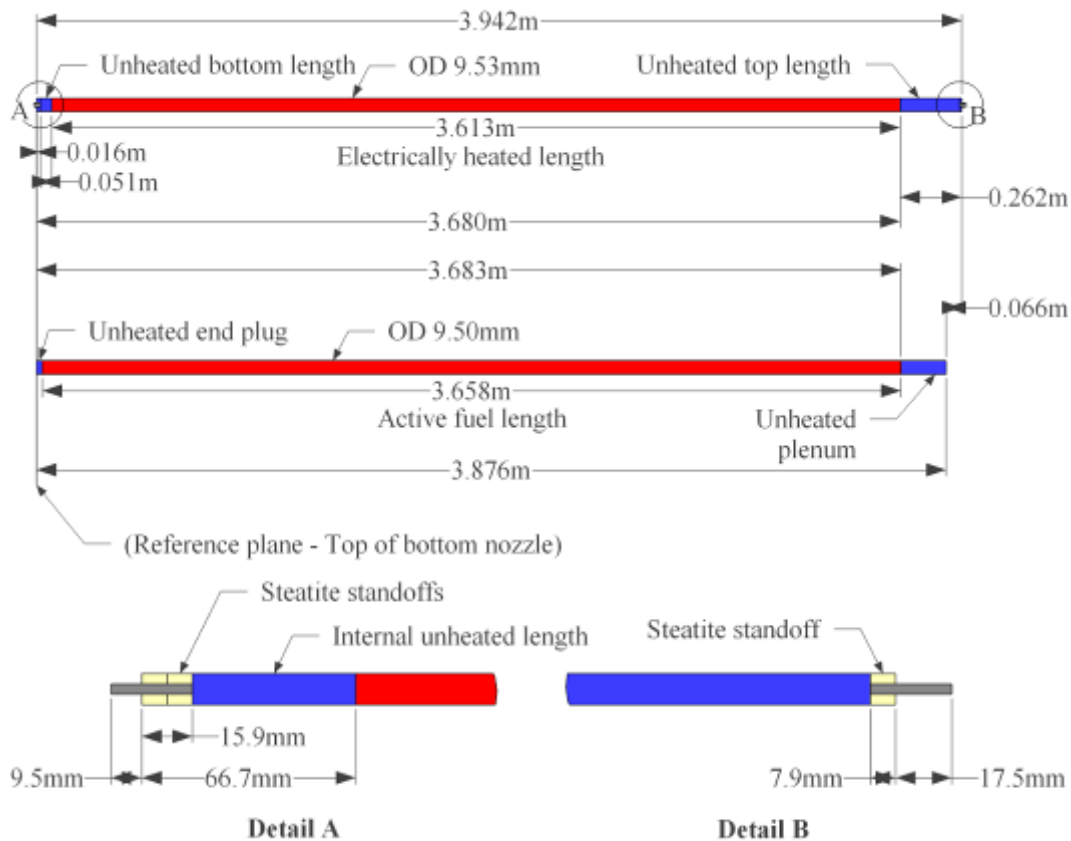 3.942m
Unheated bottom length
OD 9.53mm
Unheated top length
A
B
3.613m
0.016m
Electrically heated length
0.051m
0.262m
3.680m
3.683m
0.066m
Unheated end plug
OD 9.50mm
3.658m
Active fuel length
Unheated
plenum
3.876m
(Reference plane - Top of bottom nozzle)
Steatite standoffs
Internal unheated length
Steatite standoff
15.9mm
9.5mm
66.7mm
7.9mm
17.5mm
Detail A
Detail B